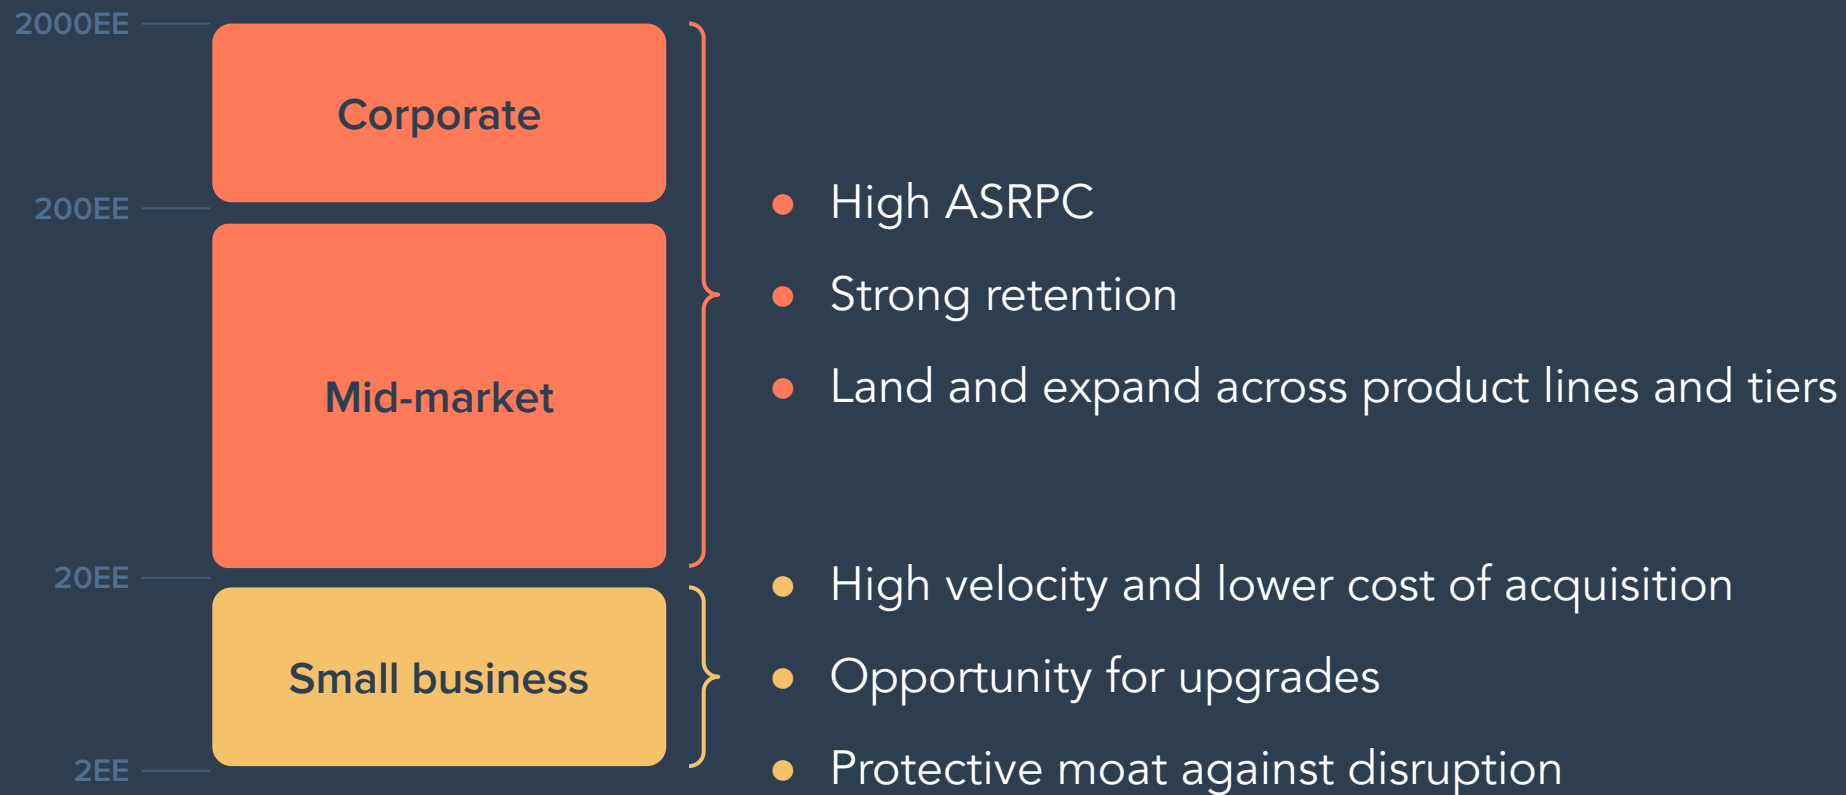 2000EE
Corporate
200EE
Mid-market
20EE
Small business
2EE
High ASRPC
Strong retention
Land and expand across product lines and tiers
High velocity and lower cost of acquisition
Opportunity for upgrades
Protective moat against disruption